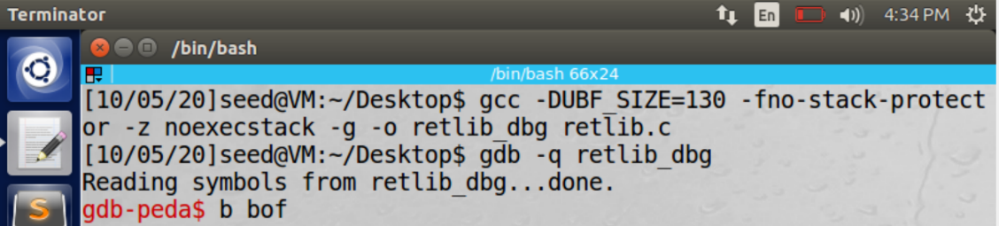 Terminator
En
4:34 PM
/bin/bash
/bin/bash 66x24
[10/05/20]seed@VM:~/Desktop$ gcc -DUBF_SIZE=130 -fno-stack-protect
or -z noexecstack -g -o retlib_dbg retlib.c
[10/05/20]seed@VM:~/Desktop$ gdb -q retlib_dbg
Reading symbols from retlib_dbg...done.
gdb-peda$ b bof
S